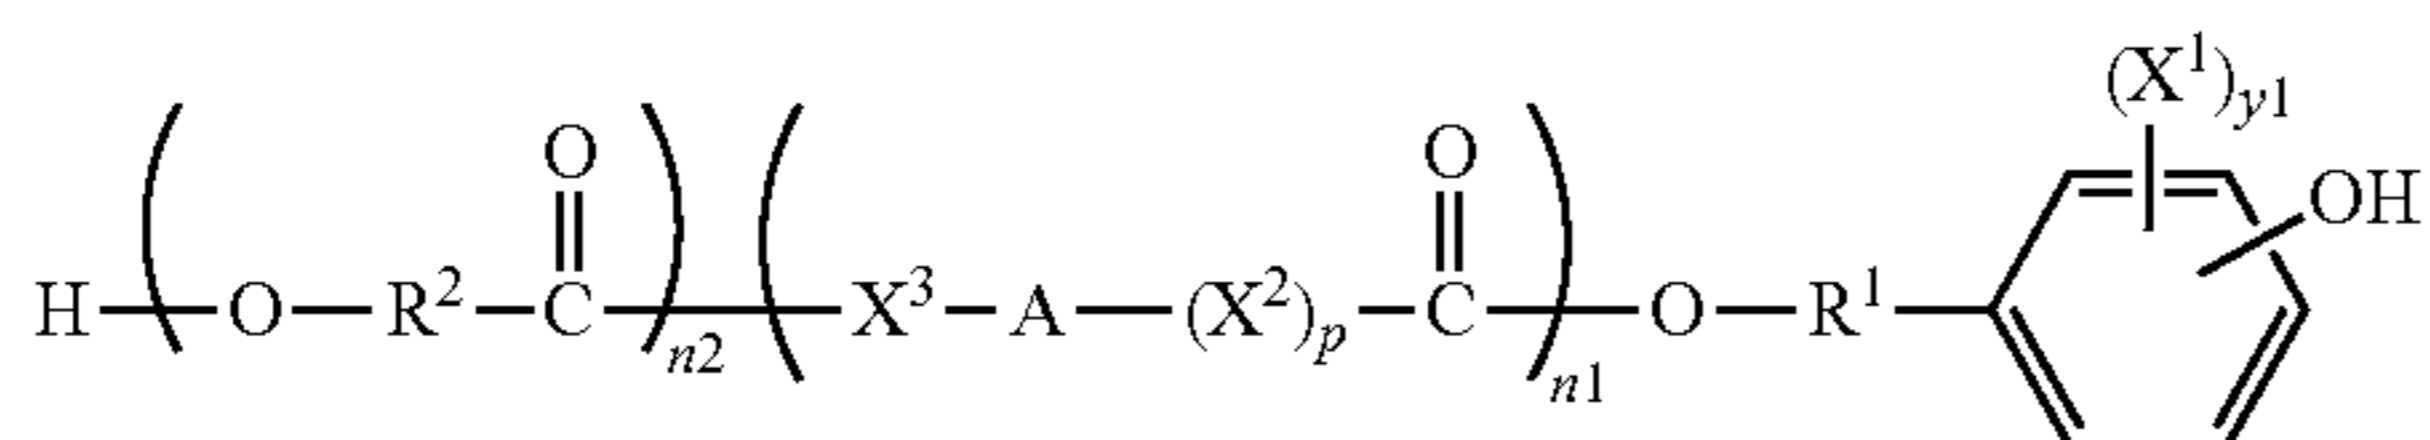 (X¹)y1
O O OH
H—(O—R²—C)n2—(X³—A—(X²)p—C)n1—O—R¹